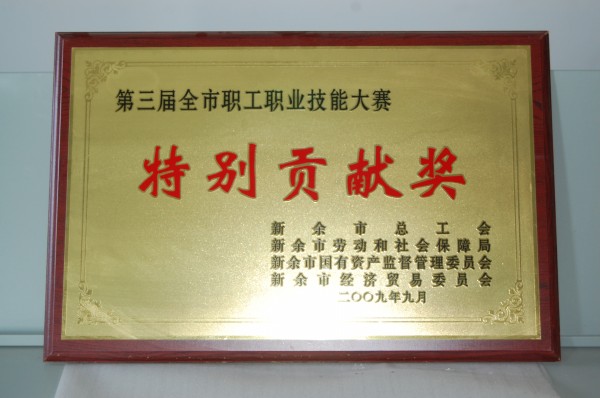 第三届全市职工职业技能大赛
特别贡献奖
新余市总工会
新余市劳动和社会保障局
新余市国有资产监督管理委员会
新余市经济贸易委员会
二〇〇九年九月